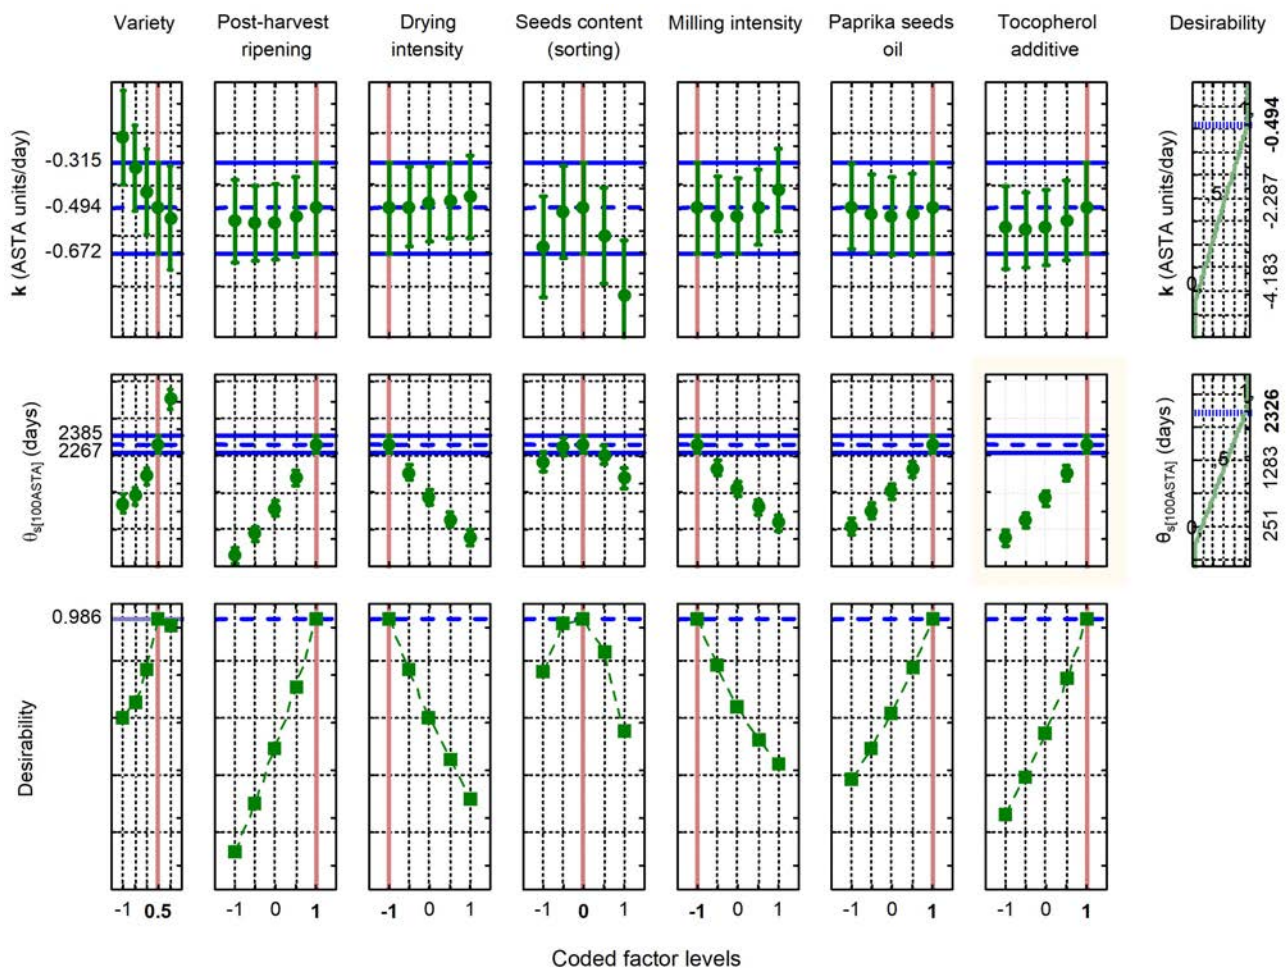 Variety
Post-harvest
ripening
Drying
intensity
Seeds content
(sorting)
Milling intensity
Paprika seeds
oil
Tocopherol
additive
Desirability
k (ASTA units/day)
-0.315
-0.494
-0.672
1,
.5
0
k (ASTA units/day)
-4.183 -2.287 -0.494
θs[100ASTA] (days)
2385
2267
1,
.5
0
θs[100ASTA] (days)
251 1283 2326
Desirability
0.986
-1 0.5
-1 0 1
-1 0 1
-1 0 1
-1 0 1
-1 0 1
-1 0 1
Coded factor levels